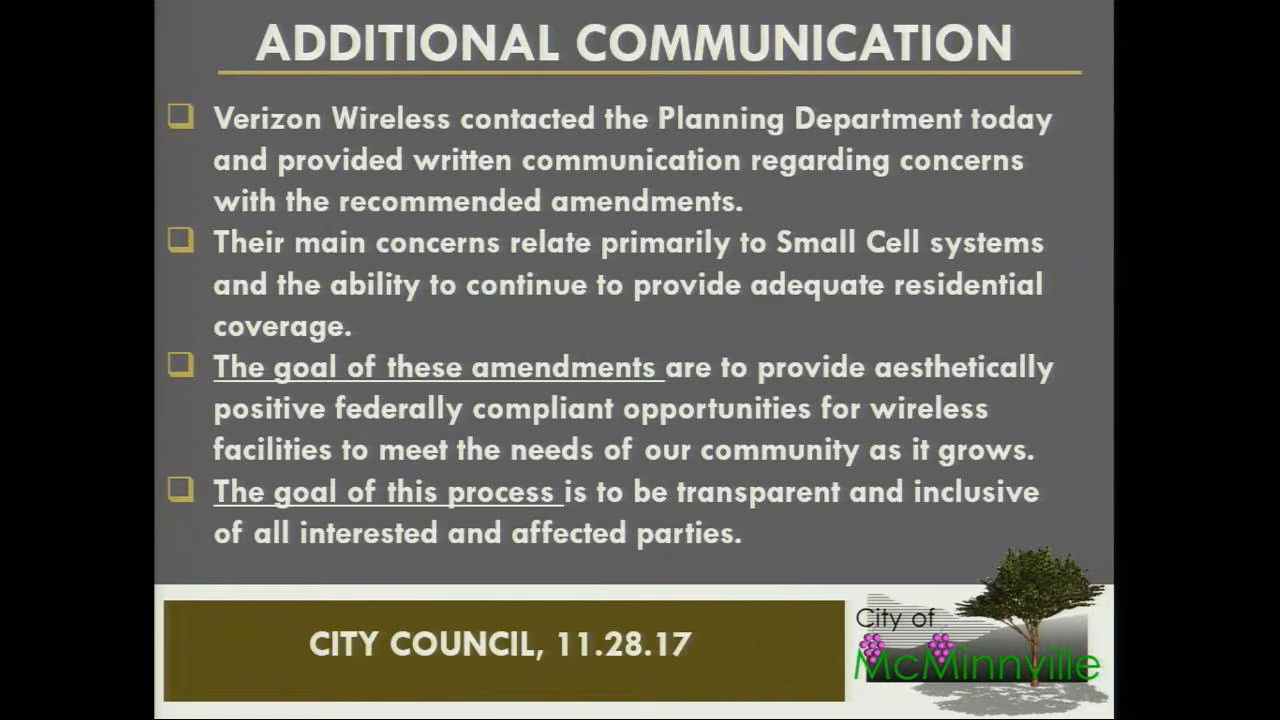 ADDITIONAL COMMUNICATION
Verizon Wireless contacted the Planning Department today
and provided written communication regarding concerns
with the recommended amendments.
Their main concerns relate primarily to Small Cell systems
and the ability to continue to provide adequate residential
coverage.
The goal of these amendments are to provide aesthetically
positive federally compliant opportunities for wireless
facilities to meet the needs of our community as it grows.
The goal of this process is to be transparent and inclusive
of all interested and affected parties.
CITY COUNCIL, 11.28.17
City of
McMinnville